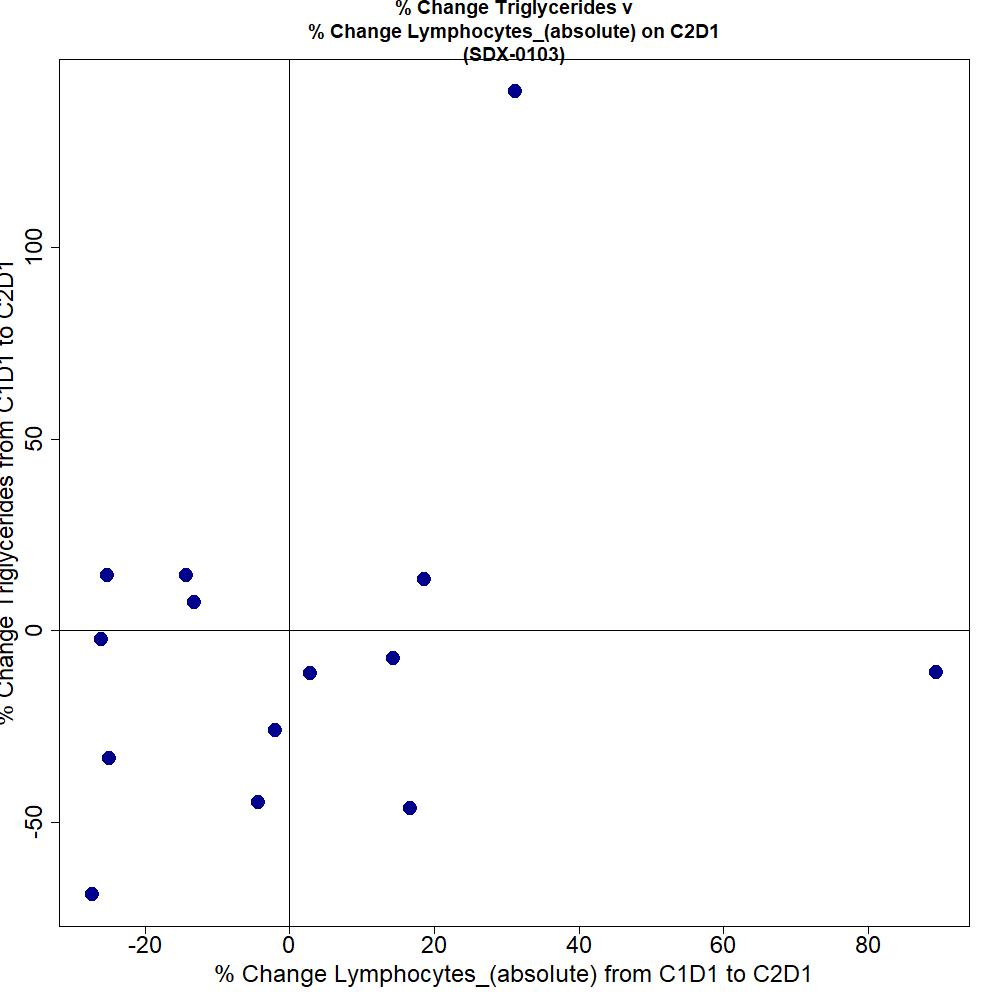 % Change Triglycerides v
% Change Lymphocytes_(absolute) on C2D1
(SDX-0103)
% Change Triglycerides from C1D1 to C2D1
100
50
0
-50
-20 0 20 40 60 80
% Change Lymphocytes_(absolute) from C1D1 to C2D1